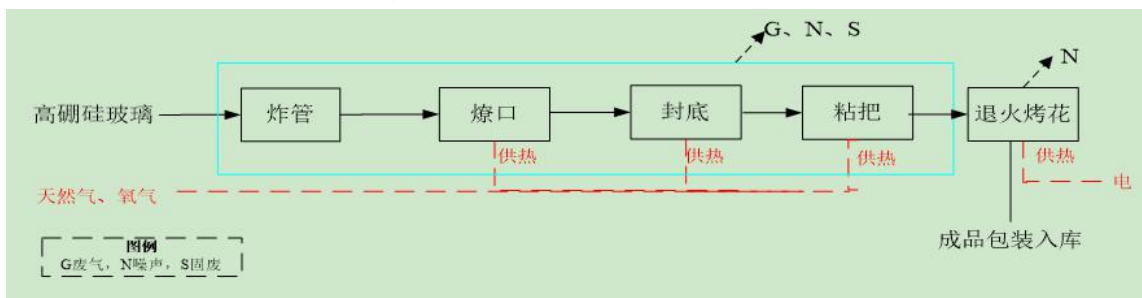 G、N、S
N
高硼硅玻璃
炸管
燎口
封底
粘把
退火烤花
供热
供热
供热
供热
天然气、氧气
电
成品包装入库
图例
G废气，N噪声，S固废